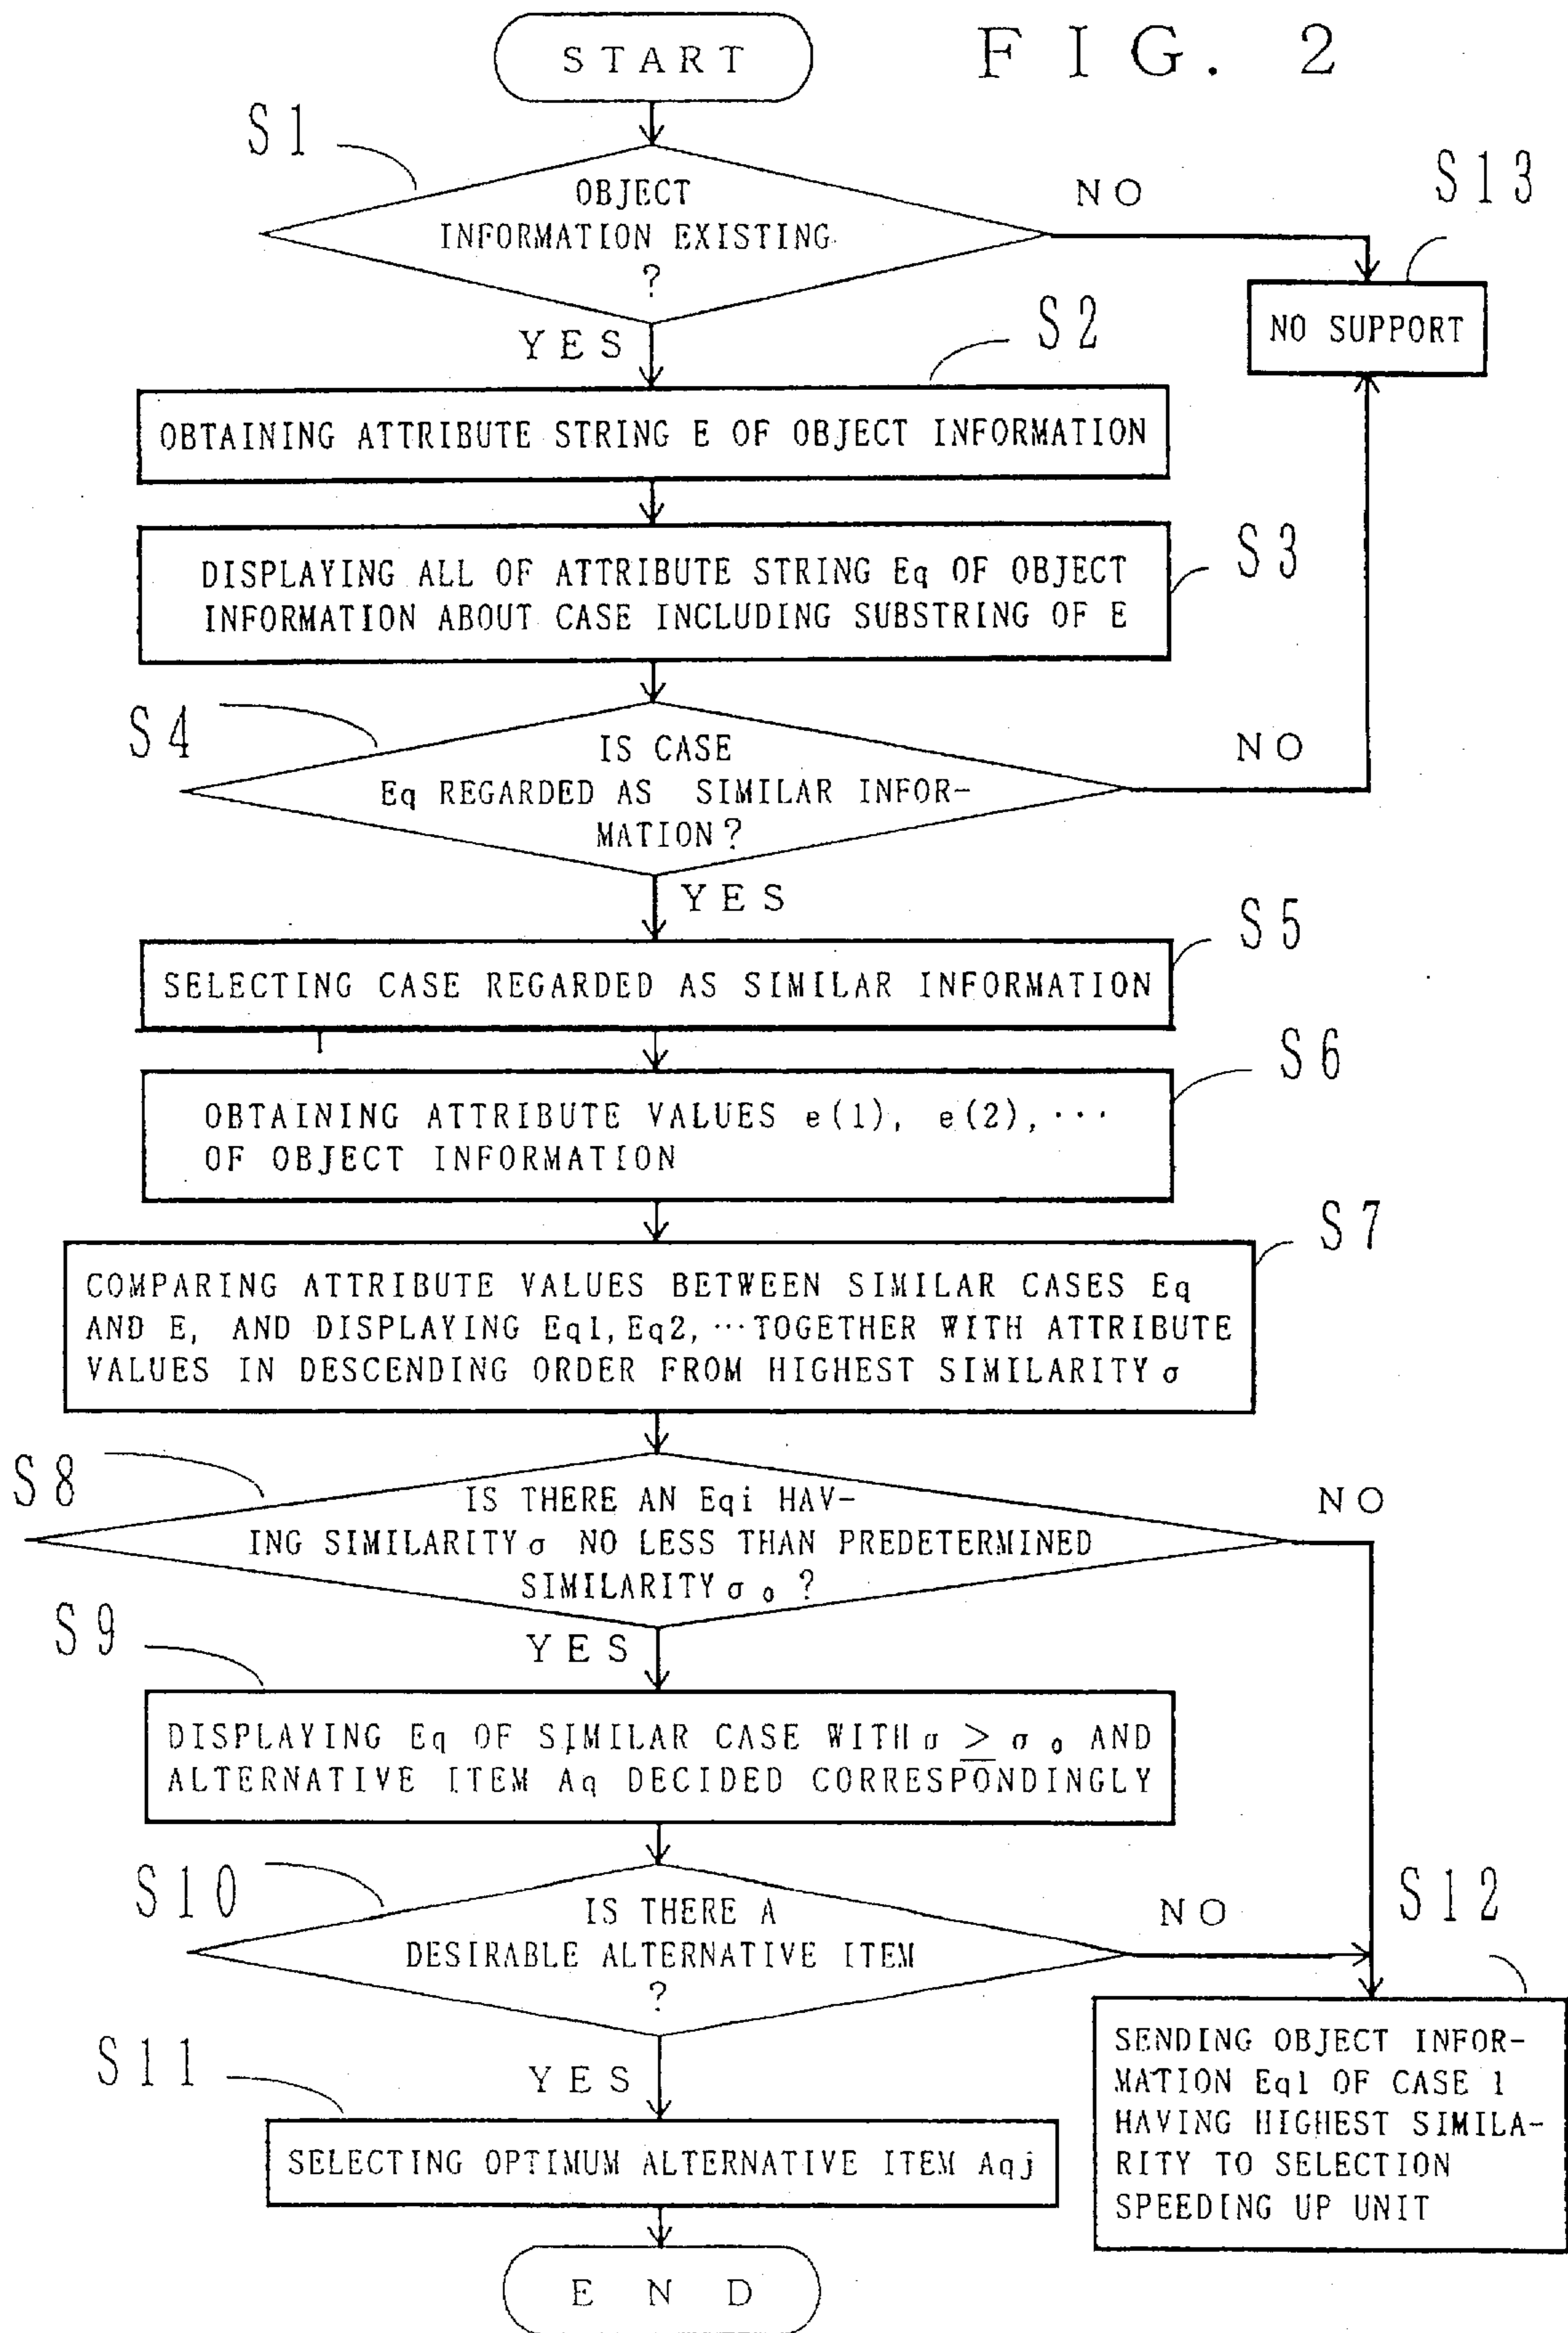 START
FIG. 2
S1
OBJECT
INFORMATION EXISTING
?
NO
S13
NO SUPPORT
YES
S2
OBTAINING ATTRIBUTE STRING E OF OBJECT INFORMATION
DISPLAYING ALL OF ATTRIBUTE STRING Eq OF OBJECT
INFORMATION ABOUT CASE INCLUDING SUBSTRING OF E
S3
S4
IS CASE
Eq REGARDED AS SIMILAR INFOR-
MATION?
NO
YES
S5
SELECTING CASE REGARDED AS SIMILAR INFORMATION
S6
OBTAINING ATTRIBUTE VALUES e(1), e(2), ···
OF OBJECT INFORMATION
S7
COMPARING ATTRIBUTE VALUES BETWEEN SIMILAR CASES Eq
AND E, AND DISPLAYING Eq1, Eq2, ···TOGETHER WITH ATTRIBUTE
VALUES IN DESCENDING ORDER FROM HIGHEST SIMILARITY σ
S8
IS THERE AN Eqi HAV-
ING SIMILARITY σ NO LESS THAN PREDETERMINED
SIMILARITY σ₀ ?
NO
YES
S9
DISPLAYING Eq OF SIMILAR CASE WITH σ ≥ σ₀ AND
ALTERNATIVE ITEM Aq DECIDED CORRESPONDINGLY
S10
IS THERE A
DESIRABLE ALTERNATIVE ITEM
?
NO
S12
SENDING OBJECT INFOR-
MATION Eq1 OF CASE 1
HAVING HIGHEST SIMILA-
RITY TO SELECTION
SPEEDING UP UNIT
YES
S11
SELECTING OPTIMUM ALTERNATIVE ITEM Aqj
END